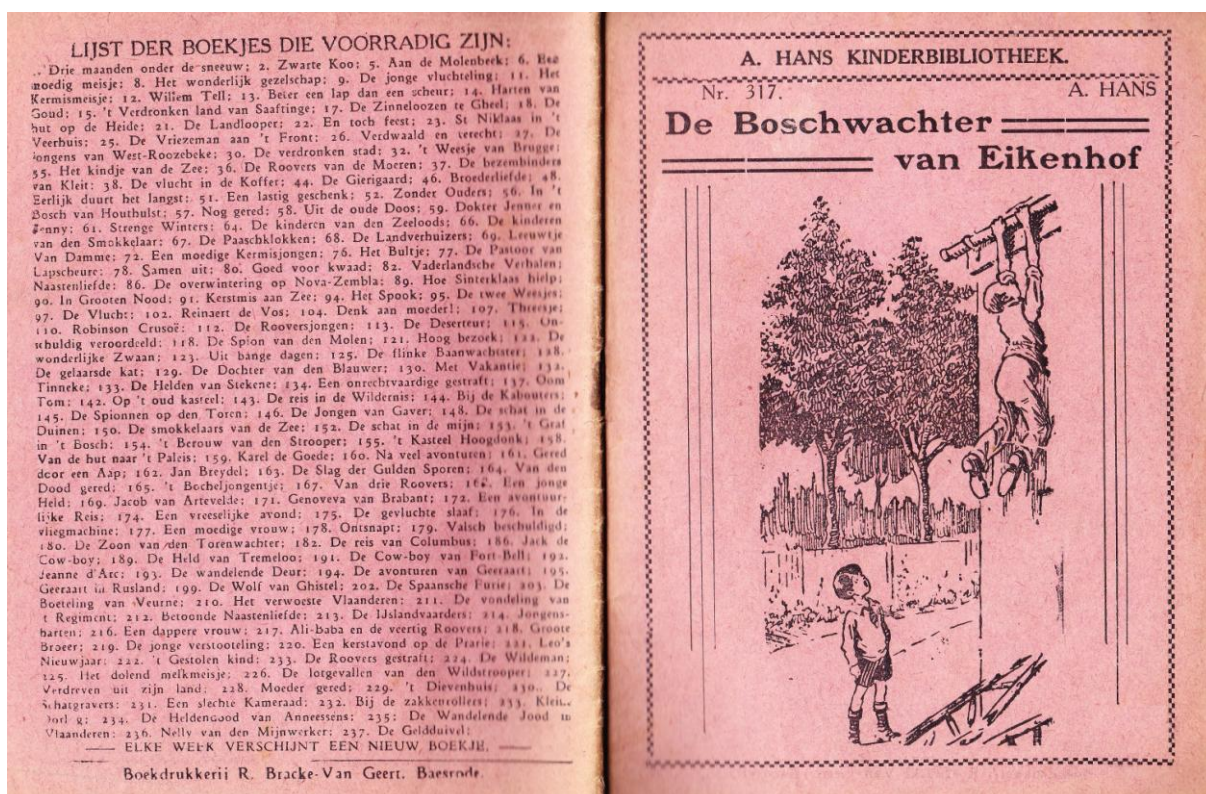 LIJST DER BOEKJES DIE VOORRADIG ZIJN:
Drie maanden onder de sneeuw; 2. Zwarte Koo; 5. Aan de Molenbeek; 6. Een
moedig meisje; 8. Het wonderlijk gezelschap; 9. De jonge vluchteling; 11. Het
Kermismeisje; 12. Willem Tell; 13. Beter een lap dan een scheur; 14. Harten van
Goud; 15. 't Verdronken land van Saaftinge; 17. De Zinneloozen te Gheel; 18. De
hut op de Heide; 21. De Landlooper; 22. En toch feest; 23. St Niklaas in 't
Veerhuis; 25. De Vriezeman aan 't Front; 26. Verdwaald en terecht; 27. De
jongens van West-Roozebeke; 30. De verdronken stad; 32. 't Weesje van Brugge;
35. Het kindje van de Zee; 36. De Roovers van de Moeren; 37. De bezembinders
van Kleit; 38. De vlucht in de Koffer; 44. De Gierigaard; 46. Broederliefde; 48.
Eerlijk duurt het langst; 51. Een lastig geschenk; 52. Zonder Ouders; 56. In 't
Bosch van Houthulst; 57. Nog gered; 58. Uit de oude Doos; 59. Dokter Jenner en
Jenny; 61. Strenge Winters; 64. De kinderen van den Zeeloods; 66. De kinderen
van den Smokkelaar; 67. De Paaschklokken; 68. De Landverhuizers; 69. Leeuwtje
Van Damme; 72. Een moedige Kermisjongen; 76. Het Bultje; 77. De Pastoor van
Lapscheure; 78. Samen uit; 80. Goed voor kwaad; 82. Vaderlandsche Verhalen;
Naastenliefde; 86. De overwintering op Nova-Zembla; 89. Hoe Sinterklaas hielp;
90. In Grooten Nood; 91. Kerstmis aan Zee; 94. Het Spook; 95. De twee Weesjes;
97. De Vlucht; 102. Reinaert de Vos; 104. Denk aan moeder!; 107. Threesje;
110. Robinson Crusoë; 112. De Rooversjongen; 113. De Deserteur; 115. On-
schuldig veroordeeld; 118. De Spion van den Molen; 121. Hoog bezoek; 122. De
wonderlijke Zwaan; 123. Uit bange dagen; 125. De flinke Baanwachtster; 128.
De gelaarsde kat; 129. De Dochter van den Blauwer; 130. Met Vakantie; 132.
Tinneke; 133. De Helden van Stekene; 134. Een onrechtvaardige gestraft; 137. Oom
Tom; 142. Op 't oud kasteel; 143. De reis in de Wildernis; 144. Bij de Kabouters;
145. De Spionnen op den Toren; 146. De Jongen van Gaver; 148. De schat in de
Duinen; 150. De smokkelaars van de Zee; 152. De schat in de mijn; 153. 't Graf
in 't Bosch; 154. 't Berouw van den Strooper; 155. 't Kasteel Hoogdonk; 158.
Van de hut naar 't Paleis; 159. Karel de Goede; 160. Na veel avonturen; 161. Gered
door een Aap; 162. Jan Breydel; 163. De Slag der Gulden Sporen; 164. Van den
Dood gered; 165. 't Bocheljongentje; 167. Van drie Roovers; Een jonge
Held; 169. Jacob van Artevelde; 171. Genoveva van Brabant; 172. Een avontuur-
lijke Reis; 174. Een vreeselijke avond; 175. De gevluchte slaaf; 176. In de
vliegmachine; 177. Een moedige vrouw; 178. Ontsnapt; 179. Valsch beschuldigd;
180. De Zoon van den Torenwachter; 182. De reis van Columbus; 186. Jack de
Cow-boy; 189. De Held van Tremeloo; 191. De Cow-boy van Fort-Bell; 192.
Jeanne d'Arc; 193. De wandelende Deur; 194. De avonturen van Geeraart; 195.
Geeraart in Rusland; 199. De Wolf van Ghistel; 202. De Spaansche Furie; 203. De
Boeteling van Veurne; 210. Het verwoeste Vlaanderen; 211. De vondeling van
't Regiment; 212. Betoonde Naastenliefde; 213. De IJslandvaarders; 214. Jongens-
harten; 216. Een dappere vrouw; 217. Ali-Baba en de veertig Roovers; 218. Groote
Broeer; 219. De jonge verstooteling; 220. Een kerstavond op de Prarie; 221. Leo's
Nieuwjaar; 222. 't Gestolen kind; 233. De Roovers gestraft; 224. De Wildeman;
225. Het dolend melkmeisje; 226. De lotgevallen van den Wildstrooper; 227.
Verdreven uit zijn land; 228. Moeder gered; 229. 't Dievenhuis; 230. De
Schatgravers; 231. Een slechte Kameraad; 232. Bij de zakkenrollers; 233.
234. De Heldendood van Anneessens; 235; De Wandelende Jood in
Vlaanderen; 236. Nelly van den Mijnwerker; 237. De Geldduivel;
ELKE WEEK VERSCHIJNT EEN NIEUW BOEKJE.
Boekdrukkerij R. Bracke-Van Geert. Baesrode.
A. HANS KINDERBIBLIOTHEEK.
Nr. 317. A. HANS
De Boschwachter
van Eikenhof